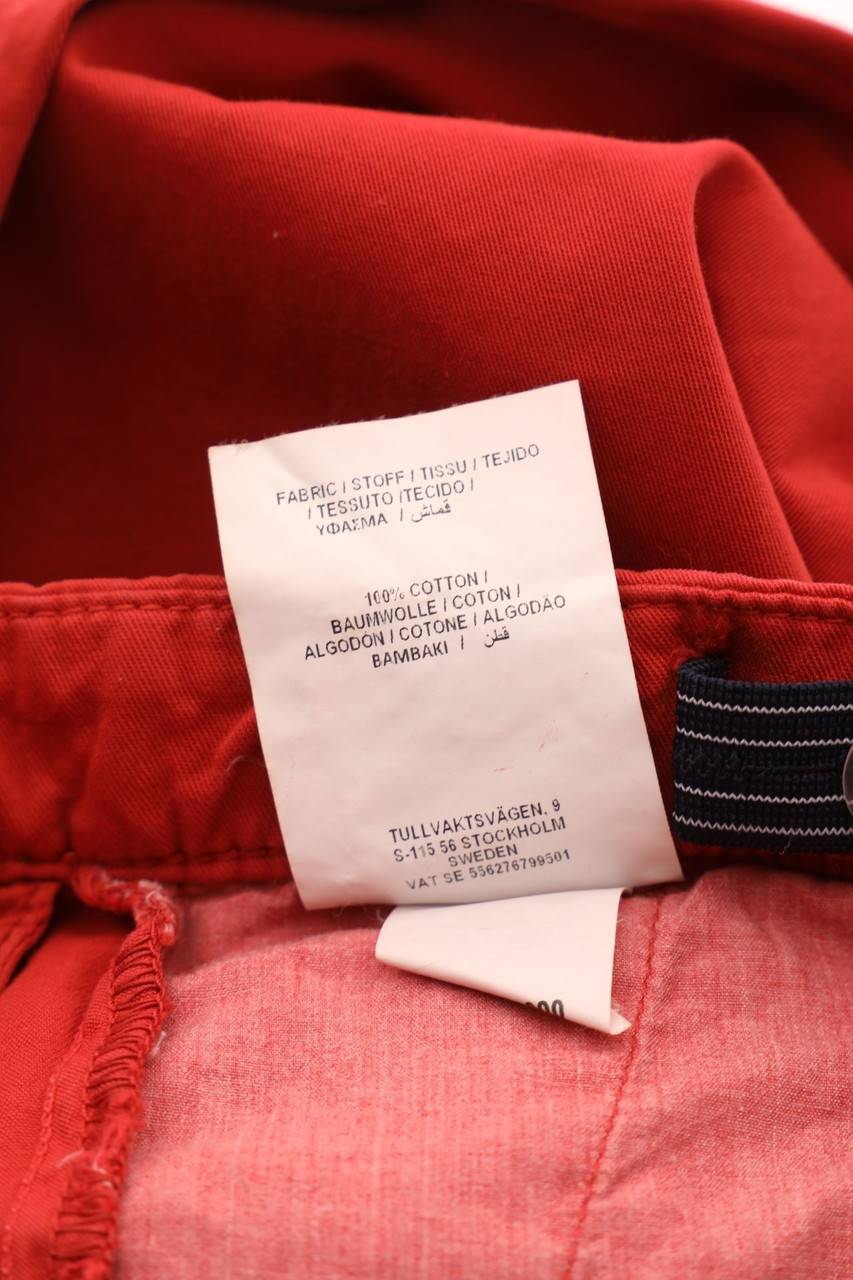 FABRIC / STOFF / TISSU / TEJIDO
/ TESSUTO /TECIDO /
ΥΦΑΣΜΑ / قماش
100% COTTON /
BAUMWOLLE / COTON /
ALGODÓN / COTONE / ALGODÃO
BAMBAKI / قطن
TULLVAKTSVÄGEN, 9
S-115 56 STOCKHOLM
SWEDEN
VAT SE 556276799501